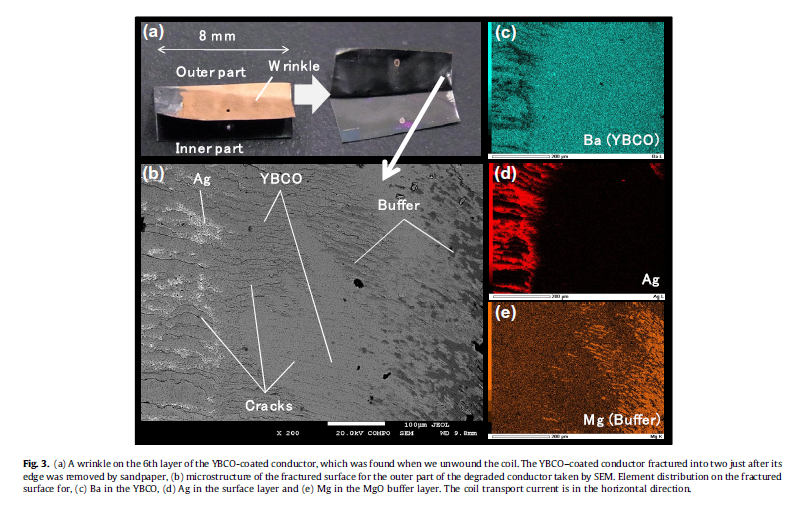 (a)
8 mm
Outer part
Wrinkle
Inner part
(b)
Ag
YBCO
Buffer
Cracks
100µm JEOL
X 200 20.0kV COMPO SEM WD 9.8mm
(c)
Ba (YBCO)
200 µm Ba L
(d)
Ag
200 µm Ag L
(e)
Mg (Buffer)
200 µm Mg K
Fig. 3. (a) A wrinkle on the 6th layer of the YBCO-coated conductor, which was found when we unwound the coil. The YBCO–coated conductor fractured into two just after its
edge was removed by sandpaper, (b) microstructure of the fractured surface for the outer part of the degraded conductor taken by SEM. Element distribution on the fractured
surface for, (c) Ba in the YBCO, (d) Ag in the surface layer and (e) Mg in the MgO buffer layer. The coil transport current is in the horizontal direction.